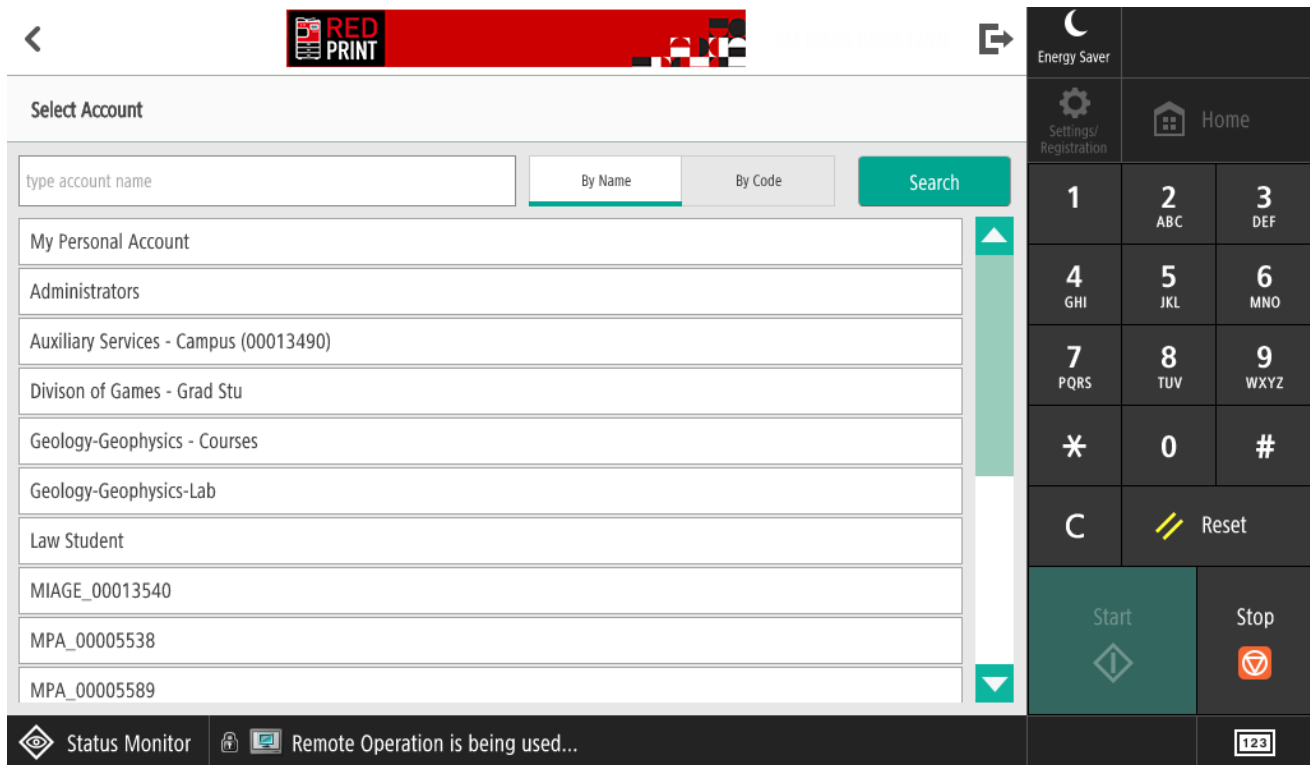 RED
PRINT
Energy Saver
Select Account
Settings/
Registration
Home
type account name
By Name
By Code
Search
My Personal Account
Administrators
Auxiliary Services - Campus (00013490)
Divison of Games - Grad Stu
Geology-Geophysics - Courses
Geology-Geophysics-Lab
Law Student
MIAGE_00013540
MPA_00005538
MPA_00005589
1
2
ABC
3
DEF
4
GHI
5
JKL
6
MNO
7
PQRS
8
TUV
9
WXYZ
*
0
#
C
Reset
Start
Stop
Status Monitor
Remote Operation is being used...
123